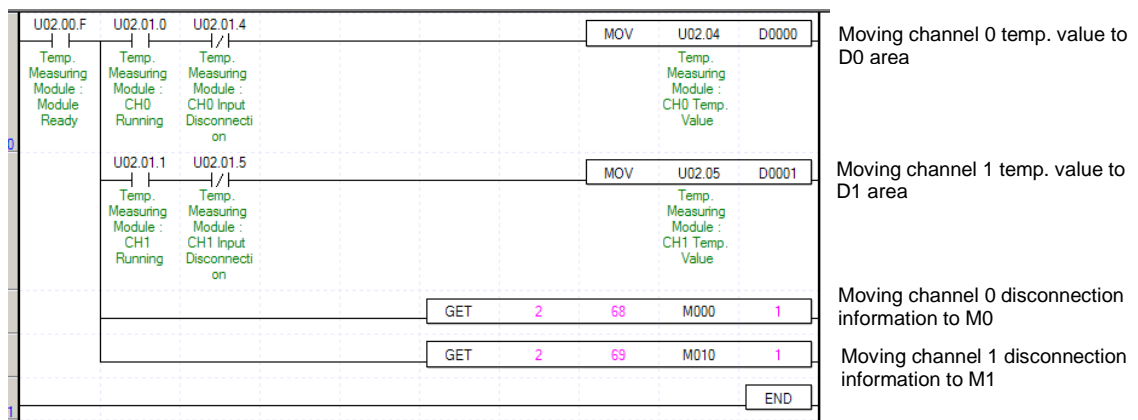 U02.00.F U02.01.0 U02.01.4 MOV U02.04 D0000
Temp.
Measuring
Module :
Module
Ready
Temp.
Measuring
Module :
CH0
Running
Temp.
Measuring
Module :
CH0 Input
Disconnecti
on
Temp.
Measuring
Module :
CH0 Temp.
Value
Moving channel 0 temp. value to
D0 area
0
U02.01.1 U02.01.5 MOV U02.05 D0001
Temp.
Measuring
Module :
CH1
Running
Temp.
Measuring
Module :
CH1 Input
Disconnecti
on
Temp.
Measuring
Module :
CH1 Temp.
Value
Moving channel 1 temp. value to
D1 area
GET 2 68 M000 1
Moving channel 0 disconnection
information to M0
GET 2 69 M010 1
Moving channel 1 disconnection
information to M1
END
1